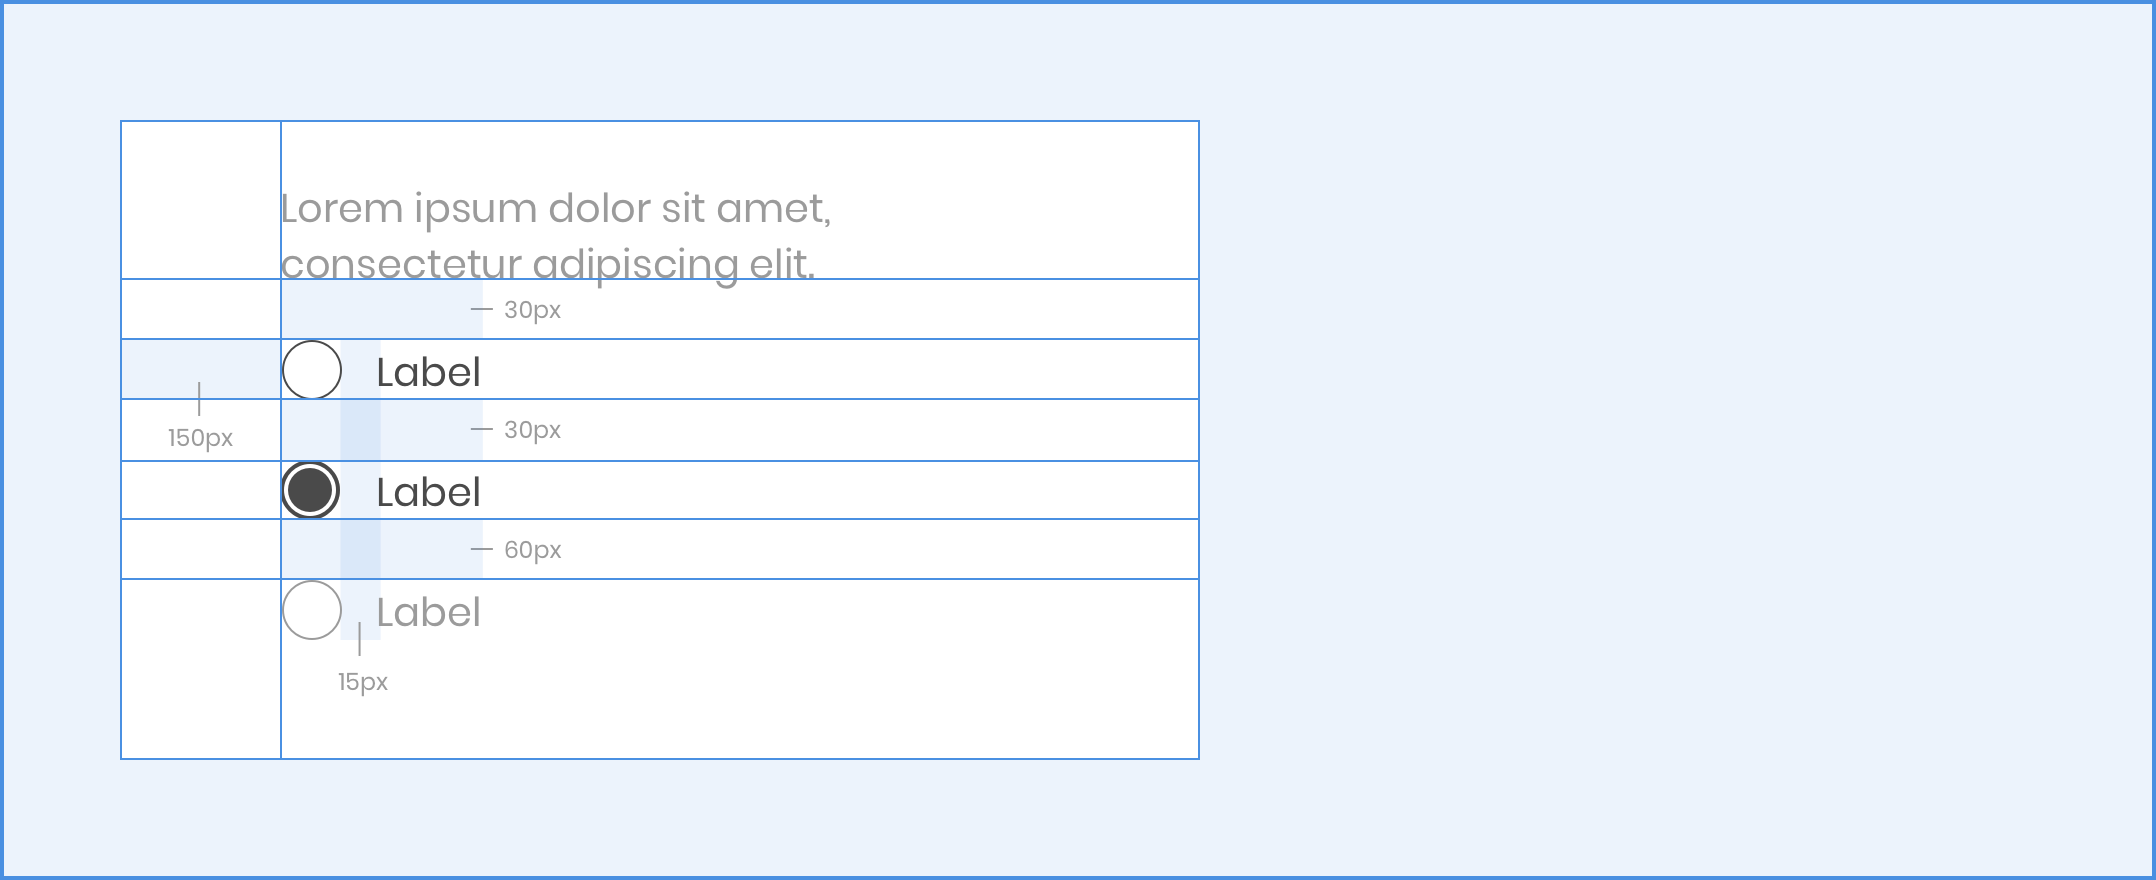 Lorem ipsum dolor sit amet,
consectetur adipiscing elit.
30px
Label
150px
30px
Label
60px
Label
15px